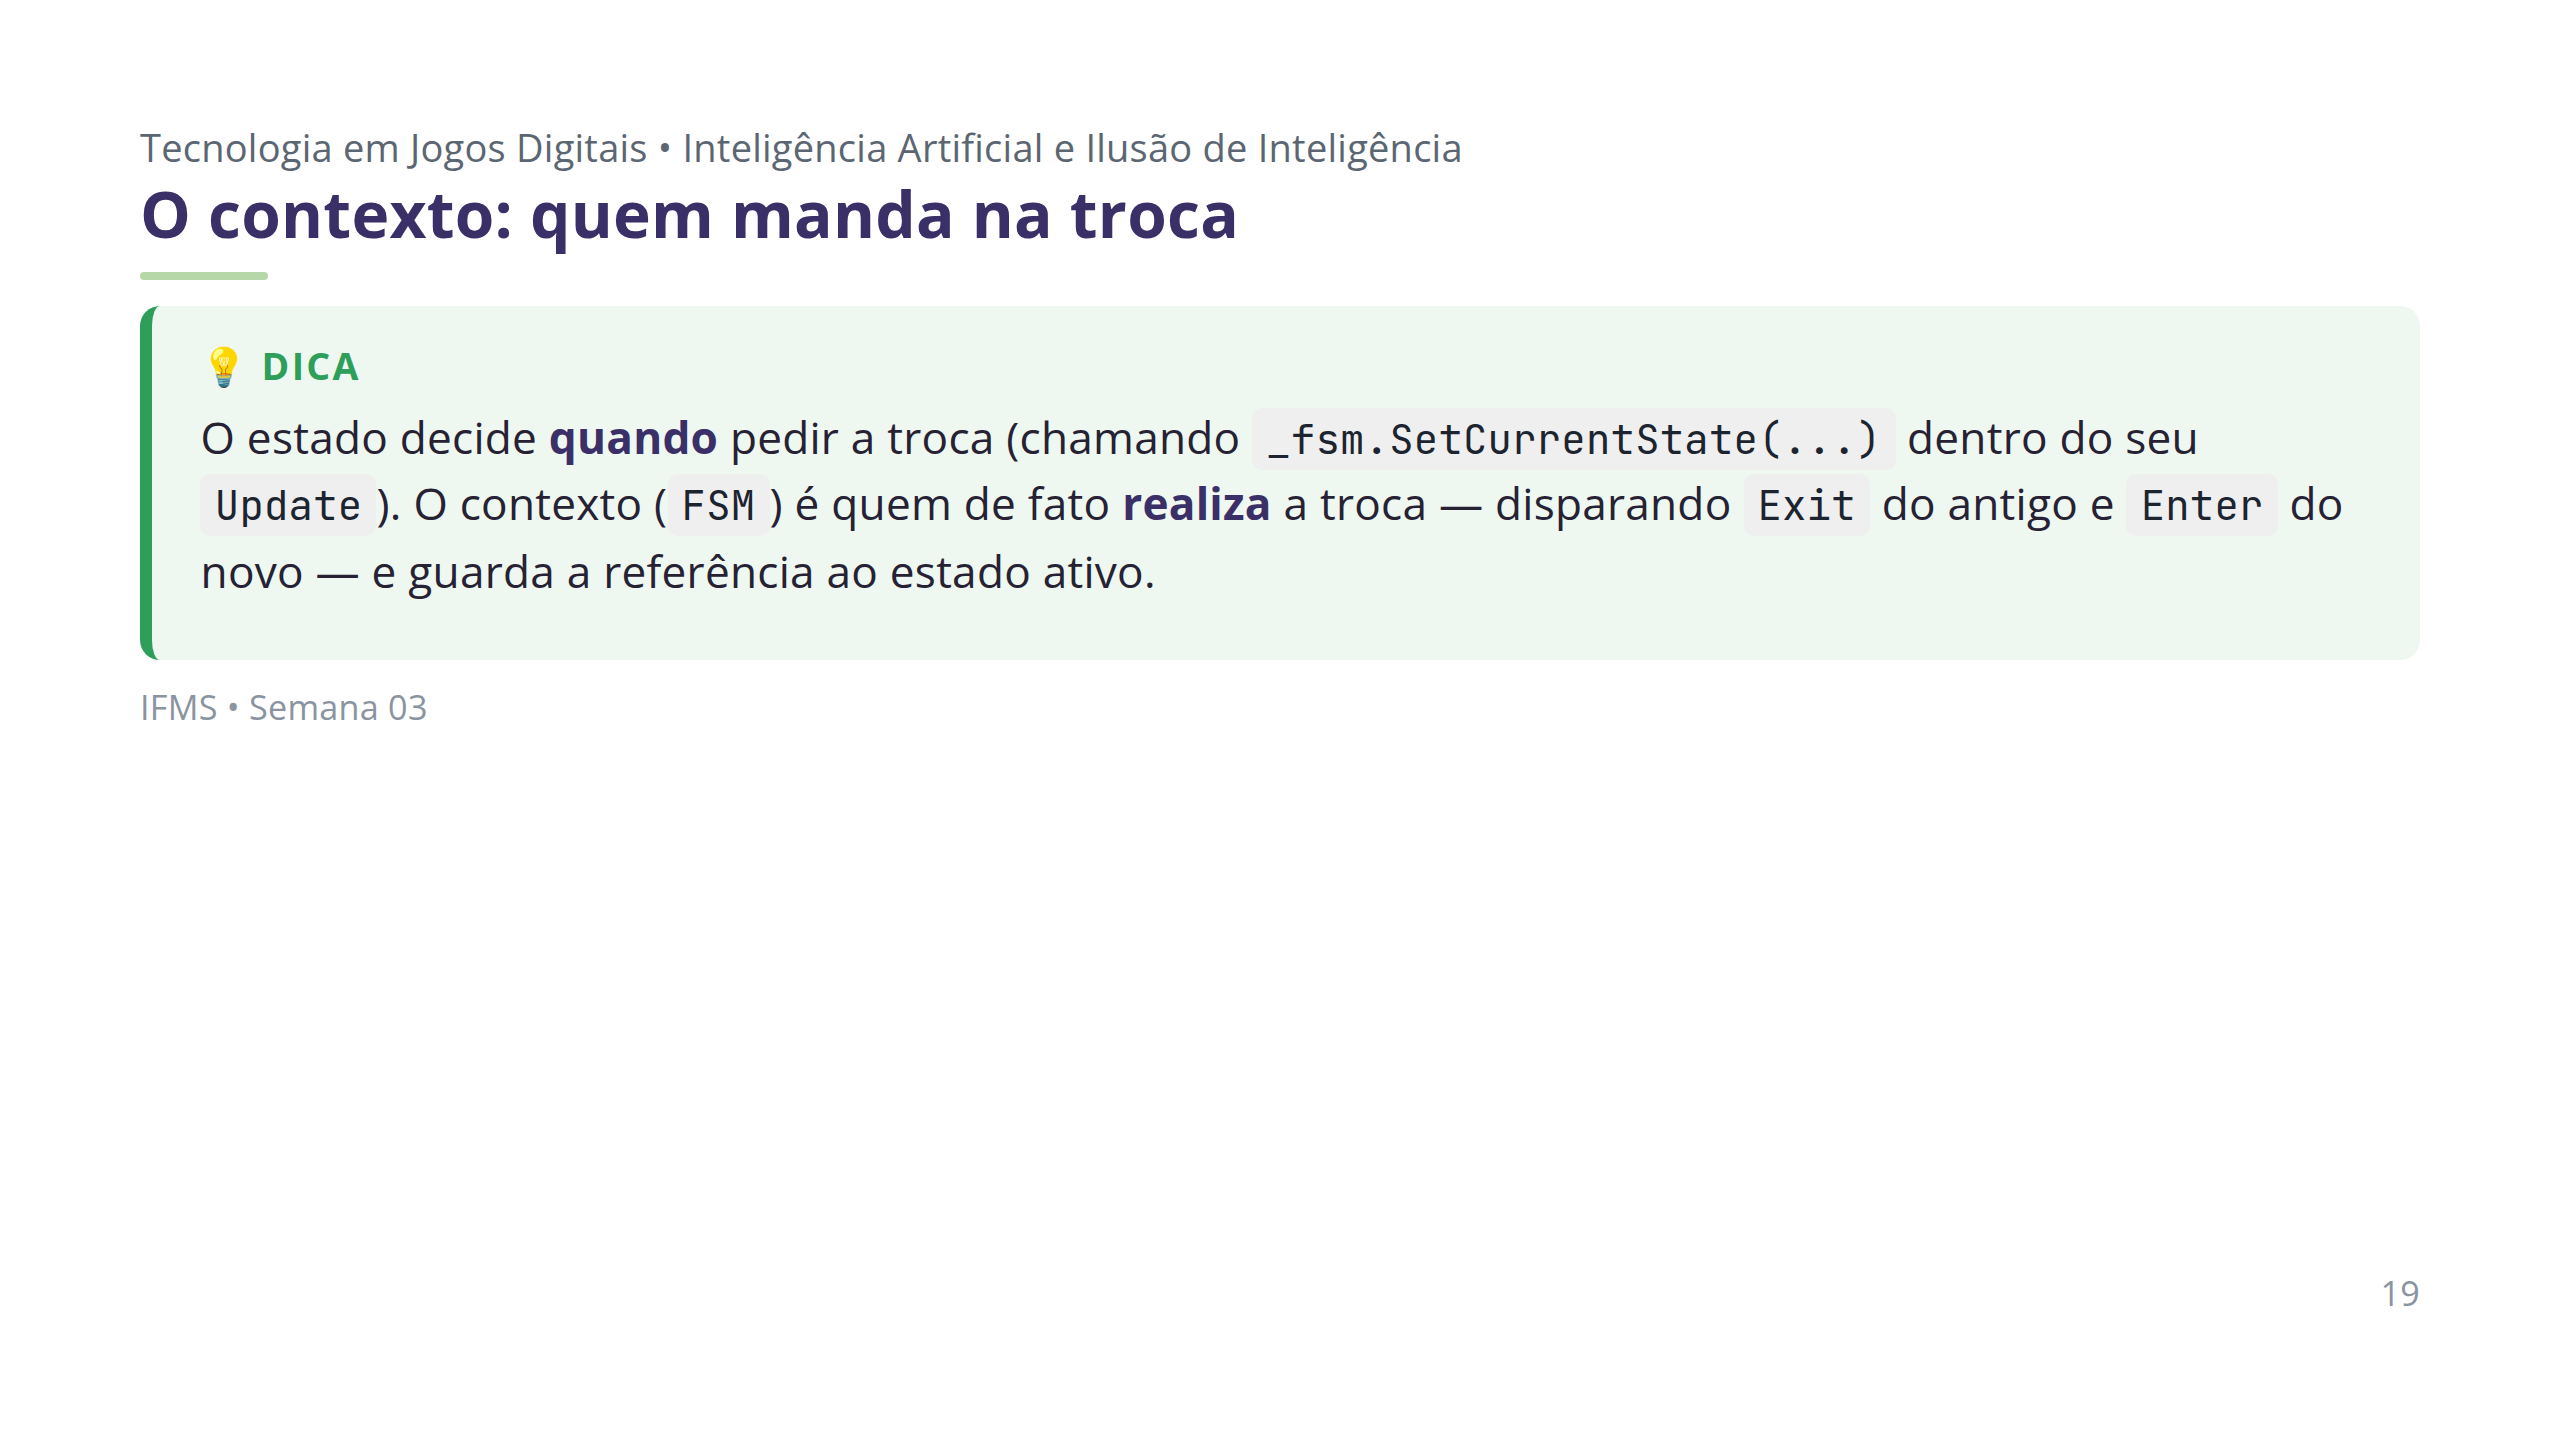 Tecnologia em Jogos Digitais • Inteligência Artificial e Ilusão de Inteligência
O contexto: quem manda na troca
💡 DICA
O estado decide quando pedir a troca (chamando _fsm.SetCurrentState(...) dentro do seu
Update). O contexto (FSM) é quem de fato realiza a troca — disparando Exit do antigo e Enter do
novo — e guarda a referência ao estado ativo.
IFMS • Semana 03
19